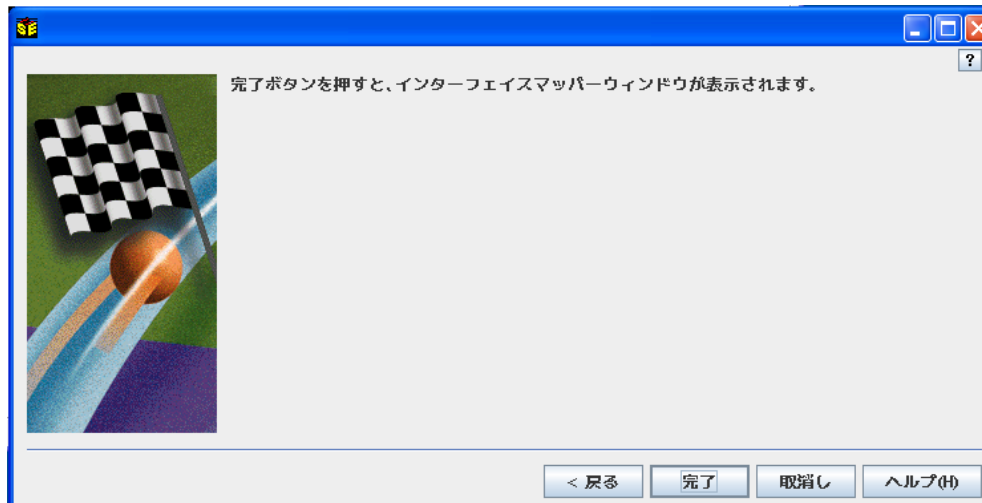 SE
?
完了ボタンを押すと、インターフェイスマッパーウィンドウが表示されます。
< 戻る 完了 取消し ヘルプ(H)